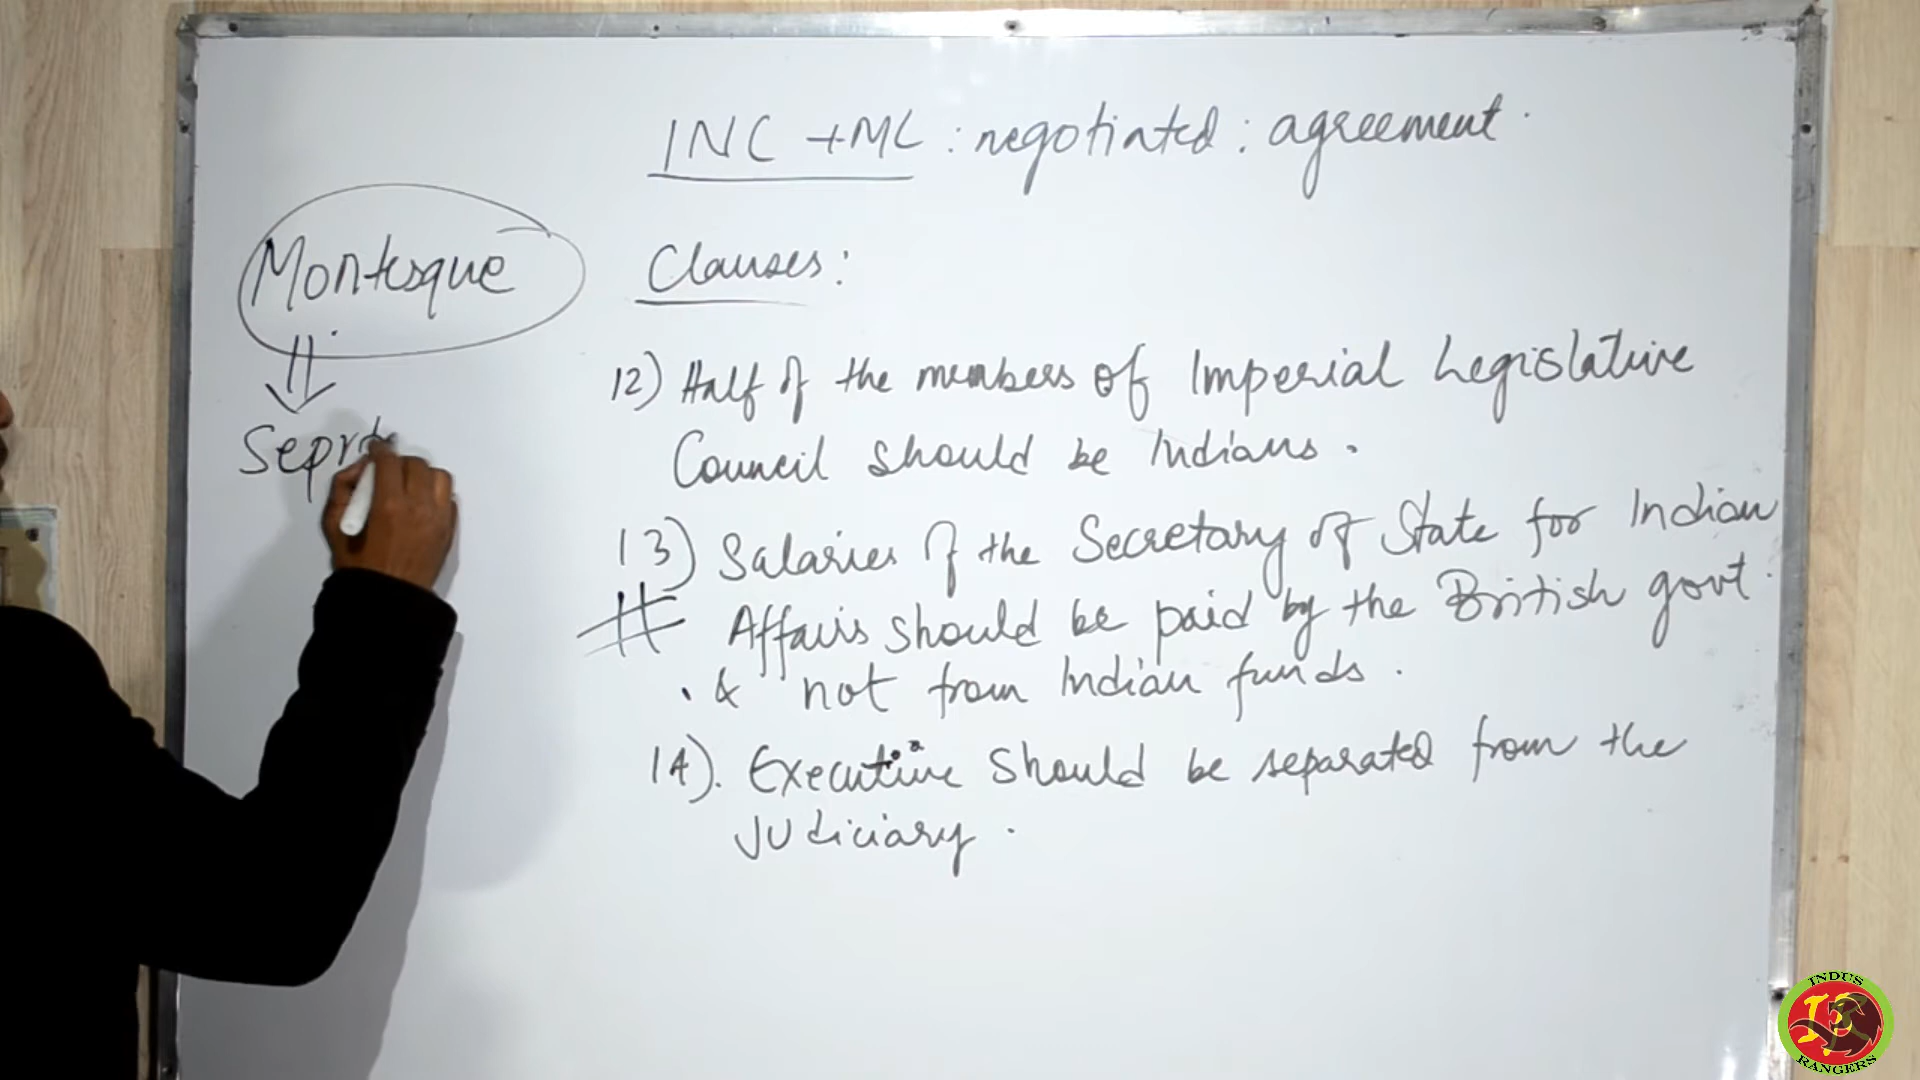 INC + ML : negotiated : agreement.
Montesque
Clauses :
12) Half of the members of Imperial Legislative
Council should be Indians.
13) Salaries of the Secretary of State for Indian
# Affairs should be paid by the British govt.
& not from Indian funds.
14). Executive should be separated from the
Judiciary.
INDUS
IR
RANGERS